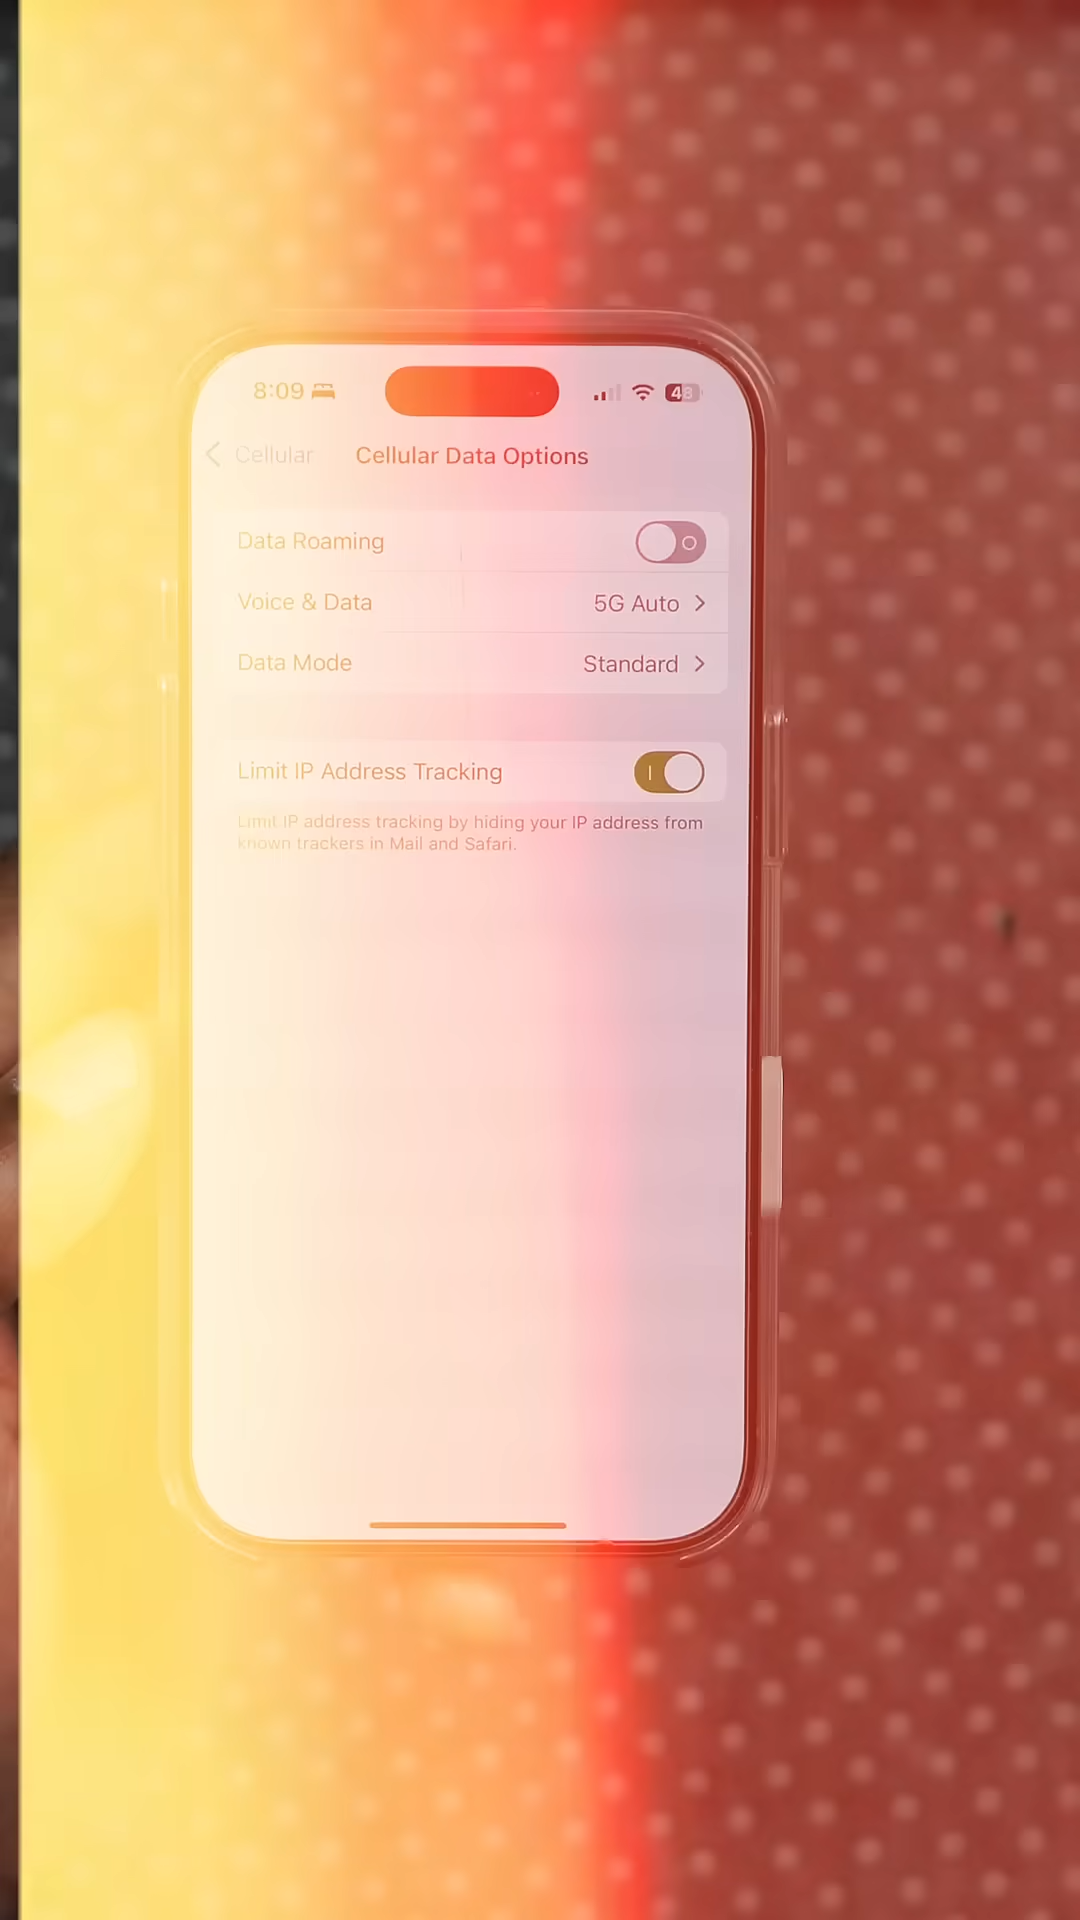 8:09 48
Cellular Cellular Data Options
Data Roaming
Voice & Data 5G Auto
Data Mode Standard
Limit IP Address Tracking
Limit IP address tracking by hiding your IP address from
known trackers in Mail and Safari.